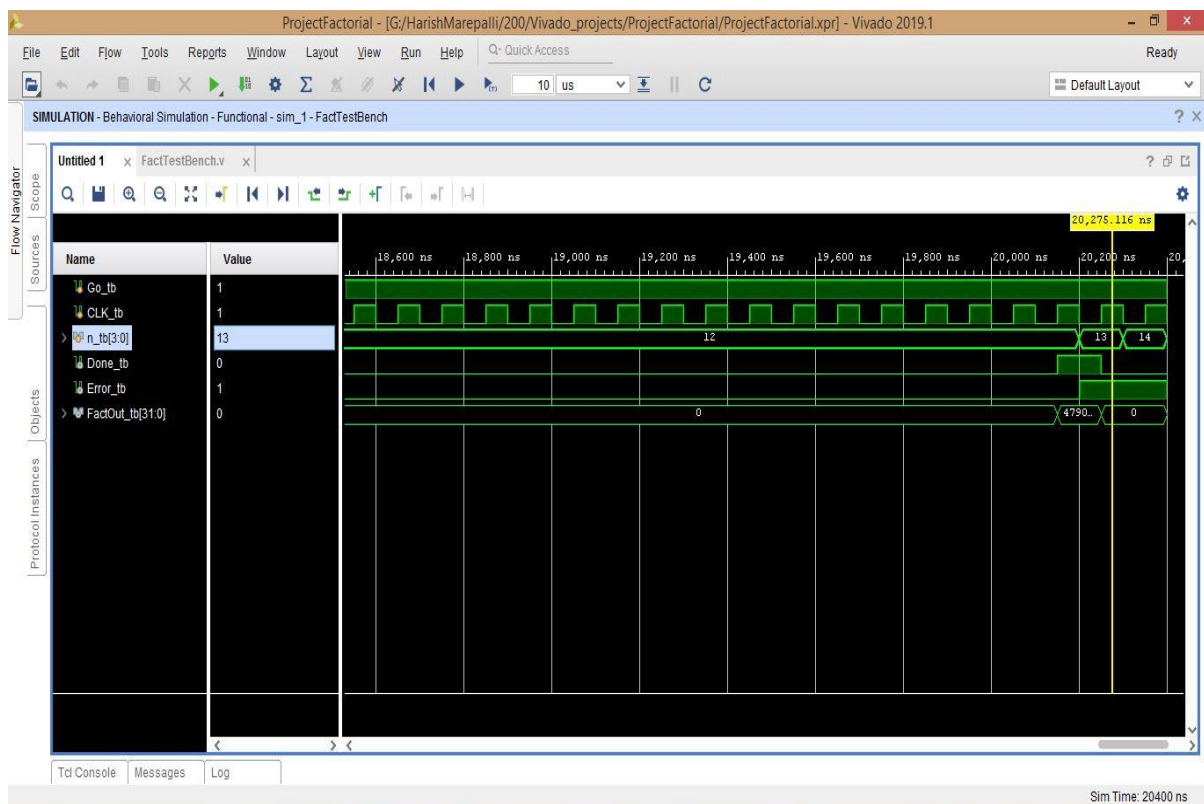 ProjectFactorial - [G:/HarishMarepalli/200/Vivado_projects/ProjectFactorial/ProjectFactorial.xpr] - Vivado 2019.1
File Edit Flow Tools Reports Window Layout View Run Help Q- Quick Access Ready
10 us Default Layout
SIMULATION - Behavioral Simulation - Functional - sim_1 - FactTestBench
Flow Navigator
Scope
Sources
Objects
Protocol Instances
Untitled 1 FactTestBench.v
20,275.116 ns
Name Value
18,600 ns 18,800 ns 19,000 ns 19,200 ns 19,400 ns 19,600 ns 19,800 ns 20,000 ns 20,200 ns 20,
Go_tb 1
CLK_tb 1
n_tb[3:0] 13 12 13 14
Done_tb 0
Error_tb 1
FactOut_tb[31:0] 0 0 4790.. 0
Tcl Console Messages Log
Sim Time: 20400 ns